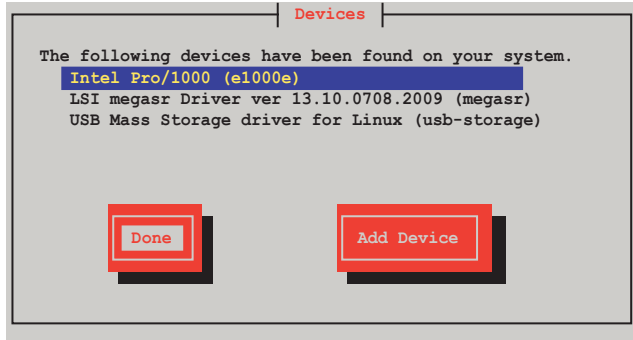 Devices
The following devices have been found on your system.
Intel Pro/1000 (e1000e)
LSI megasr Driver ver 13.10.0708.2009 (megasr)
USB Mass Storage driver for Linux (usb-storage)
Done
Add Device